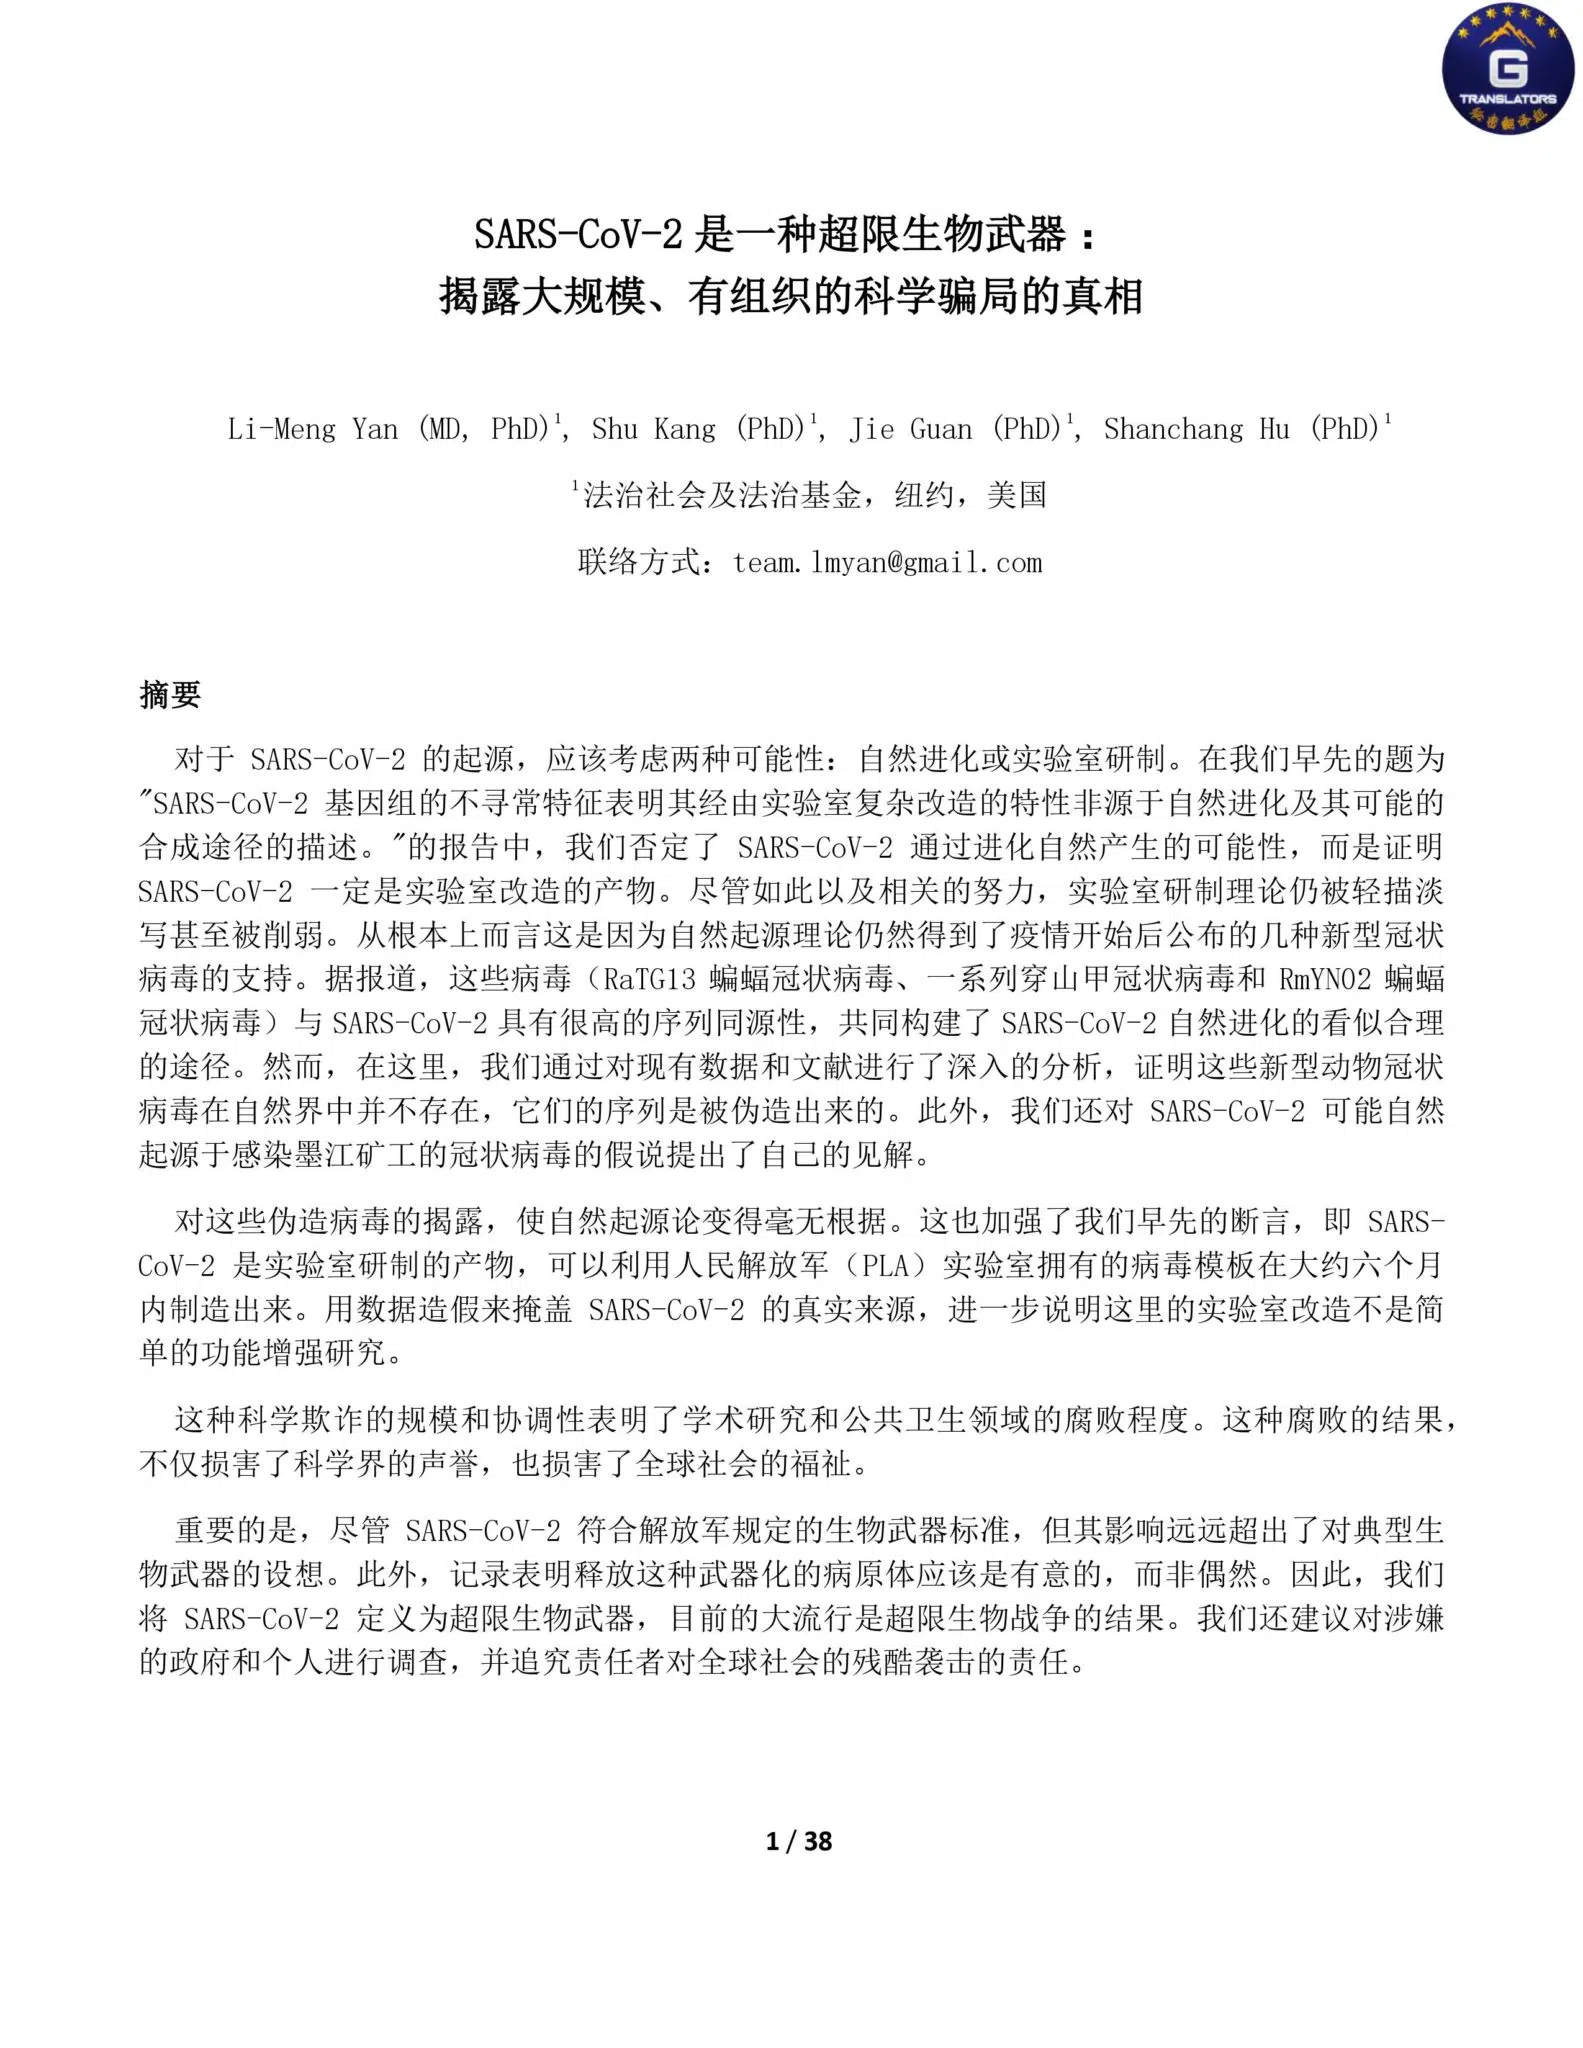 G
TRANSLATORS
秘密翻译组
SARS-CoV-2 是一种超限生物武器：
揭露大规模、有组织的科学骗局的真相
Li-Meng Yan (MD, PhD)¹, Shu Kang (PhD)¹, Jie Guan (PhD)¹, Shanchang Hu (PhD)¹
¹法治社会及法治基金，纽约，美国
联络方式：team.lmyan@gmail.com
摘要
对于 SARS-CoV-2 的起源，应该考虑两种可能性：自然进化或实验室研制。在我们早先的题为
"SARS-CoV-2 基因组的不寻常特征表明其经由实验室复杂改造的特性非源于自然进化及其可能的
合成途径的描述。"的报告中，我们否定了 SARS-CoV-2 通过进化自然产生的可能性，而是证明
SARS-CoV-2 一定是实验室改造的产物。尽管如此以及相关的努力，实验室研制理论仍被轻描淡
写甚至被削弱。从根本上而言这是因为自然起源理论仍然得到了疫情开始后公布的几种新型冠状
病毒的支持。据报道，这些病毒（RaTG13 蝙蝠冠状病毒、一系列穿山甲冠状病毒和 RmYN02 蝙蝠
冠状病毒）与 SARS-CoV-2 具有很高的序列同源性，共同构建了 SARS-CoV-2 自然进化的看似合理
的途径。然而，在这里，我们通过对现有数据和文献进行了深入的分析，证明这些新型动物冠状
病毒在自然界中并不存在，它们的序列是被伪造出来的。此外，我们还对 SARS-CoV-2 可能自然
起源于感染墨江矿工的冠状病毒的假说提出了自己的见解。
对这些伪造病毒的揭露，使自然起源论变得毫无根据。这也加强了我们早先的断言，即 SARS-
CoV-2 是实验室研制的产物，可以利用人民解放军（PLA）实验室拥有的病毒模板在大约六个月
内制造出来。用数据造假来掩盖 SARS-CoV-2 的真实来源，进一步说明这里的实验室改造不是简
单的功能增强研究。
这种科学欺诈的规模和协调性表明了学术研究和公共卫生领域的腐败程度。这种腐败的结果，
不仅损害了科学界的声誉，也损害了全球社会的福祉。
重要的是，尽管 SARS-CoV-2 符合解放军规定的生物武器标准，但其影响远远超出了对典型生
物武器的设想。此外，记录表明释放这种武器化的病原体应该是有意的，而非偶然。因此，我们
将 SARS-CoV-2 定义为超限生物武器，目前的大流行是超限生物战争的结果。我们还建议对涉嫌
的政府和个人进行调查，并追究责任者对全球社会的残酷袭击的责任。
1 / 38